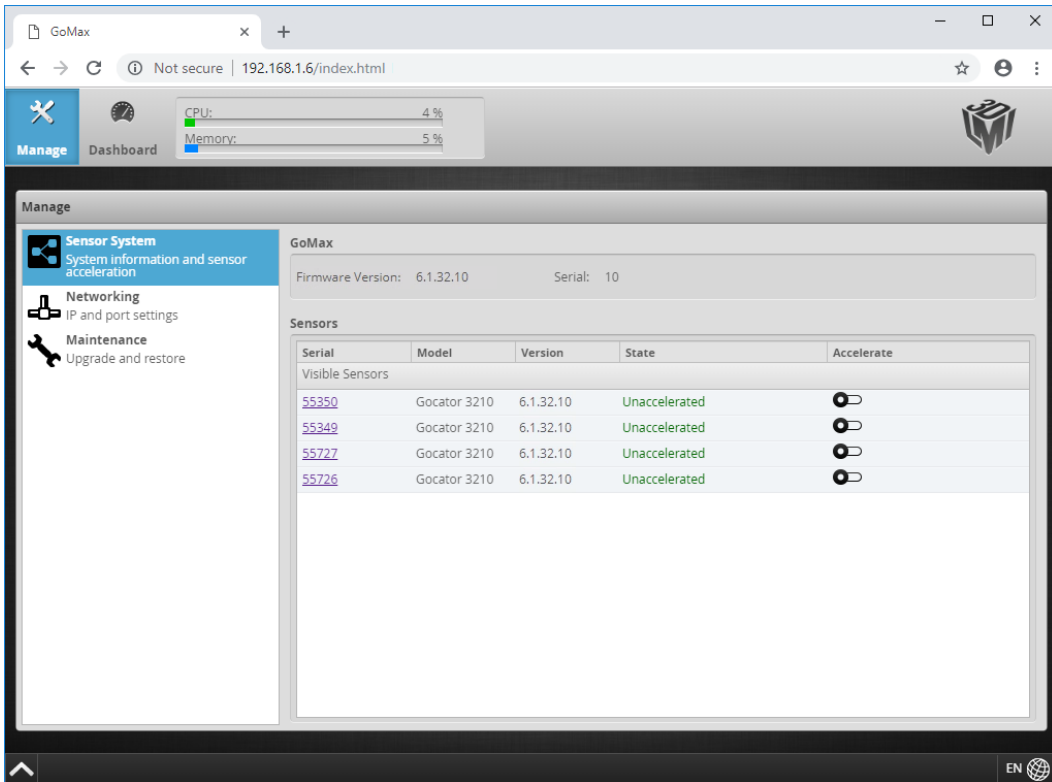 GoMax
Not secure | 192.168.1.6/index.html
Manage
Dashboard
CPU: 4 %
Memory: 5 %
3D
LMI
Manage
Sensor System
System information and sensor
acceleration
Networking
IP and port settings
Maintenance
Upgrade and restore
GoMax
Firmware Version: 6.1.32.10 Serial: 10
Sensors
Serial Model Version State Accelerate
Visible Sensors
55350 Gocator 3210 6.1.32.10 Unaccelerated
55349 Gocator 3210 6.1.32.10 Unaccelerated
55727 Gocator 3210 6.1.32.10 Unaccelerated
55726 Gocator 3210 6.1.32.10 Unaccelerated
EN